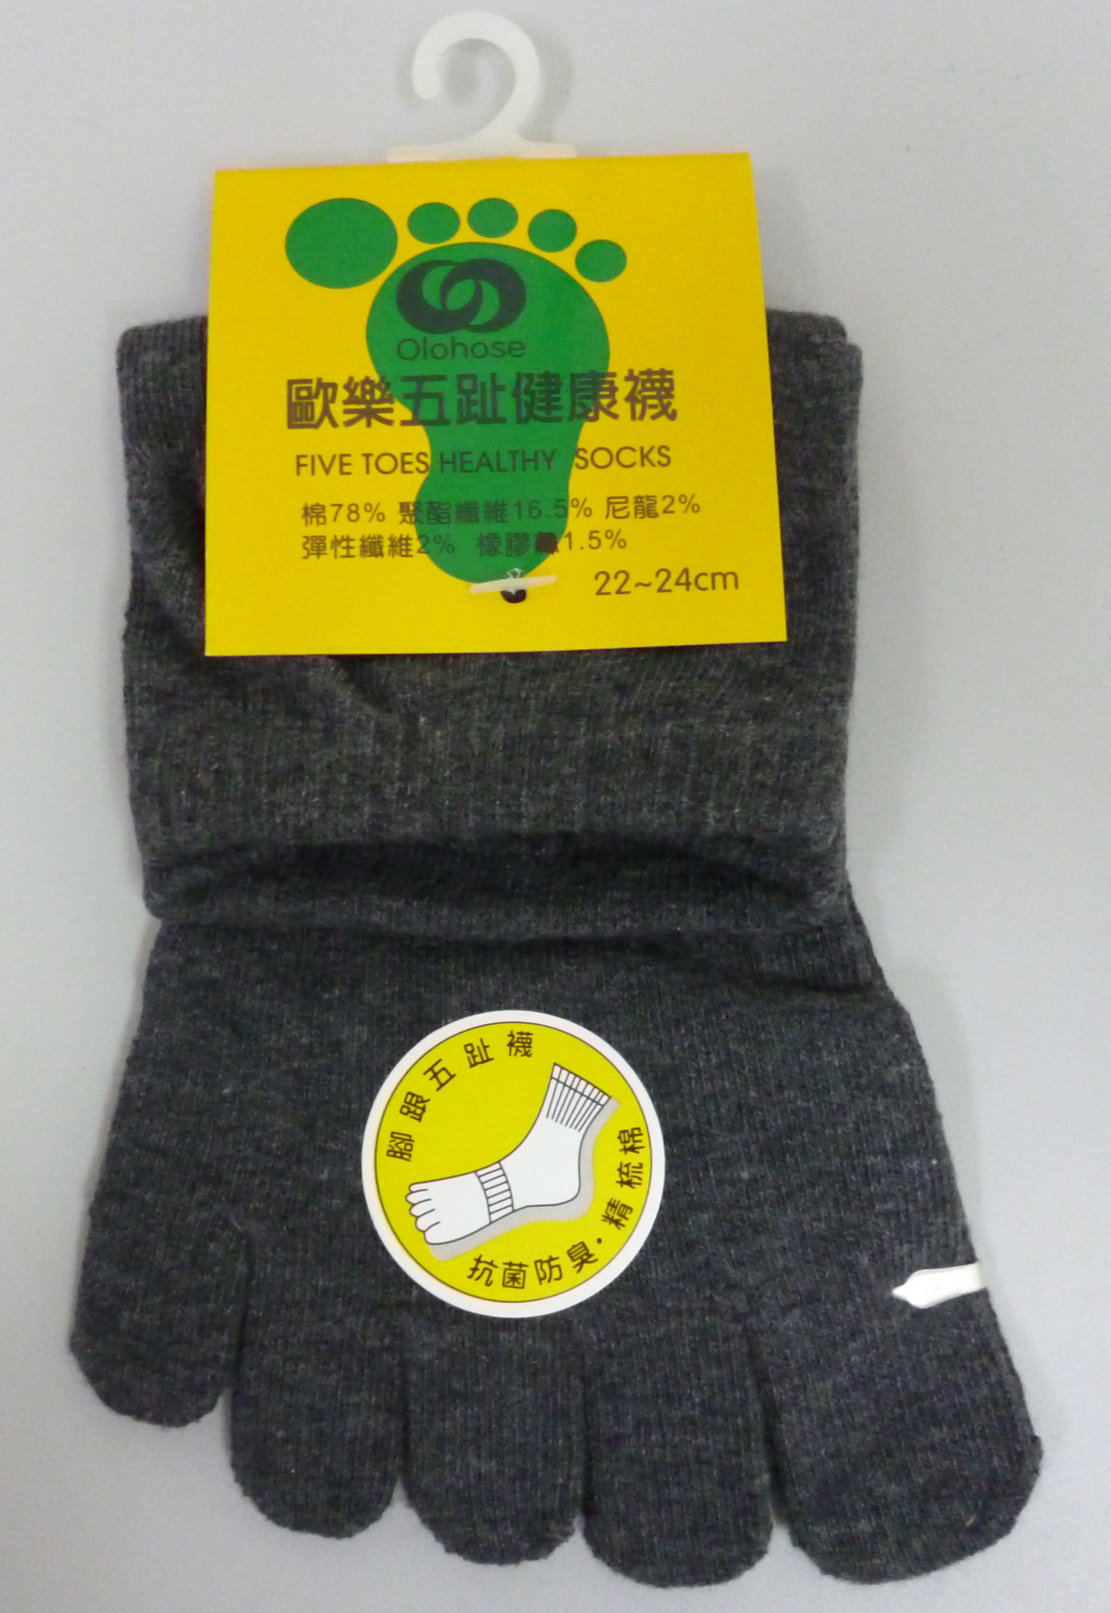 Olohose
歐樂五趾健康襪
FIVE TOES HEALTHY SOCKS
棉78% 聚酯纖維16.5% 尼龍2%
彈性纖維2% 橡膠 1.5%
22~24cm
腳跟五趾襪
抗菌防臭·精梳棉